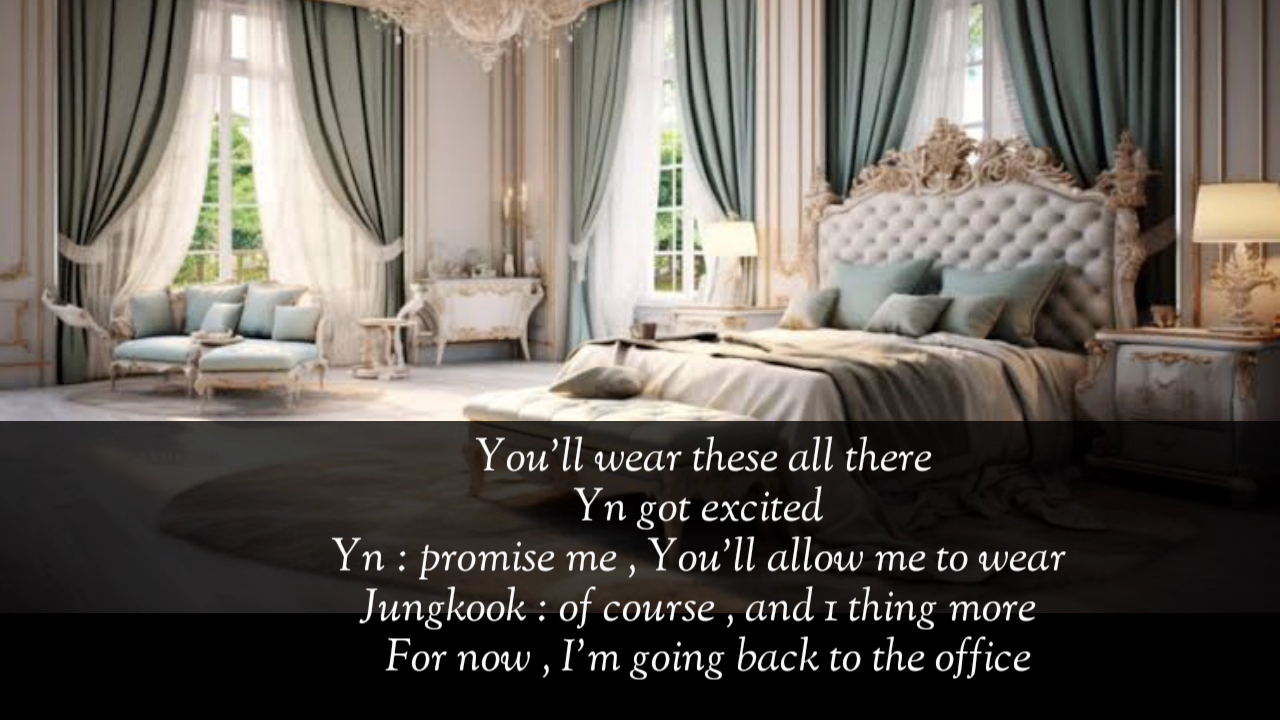 You'll wear these all there
Yn got excited
Yn : promise me , You'll allow me to wear
Jungkook : of course , and 1 thing more
For now , I'm going back to the office